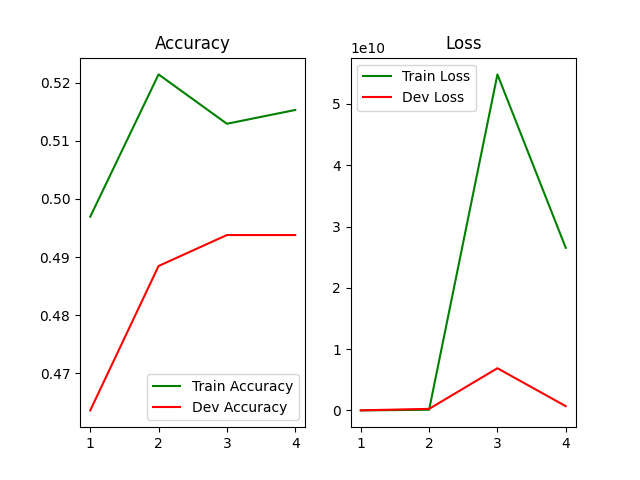 Accuracy
0.52
0.51
0.50
0.49
0.48
0.47
1 2 3 4
Train Accuracy
Dev Accuracy
Loss
1e10
5
4
3
2
1
0
1 2 3 4
Train Loss
Dev Loss